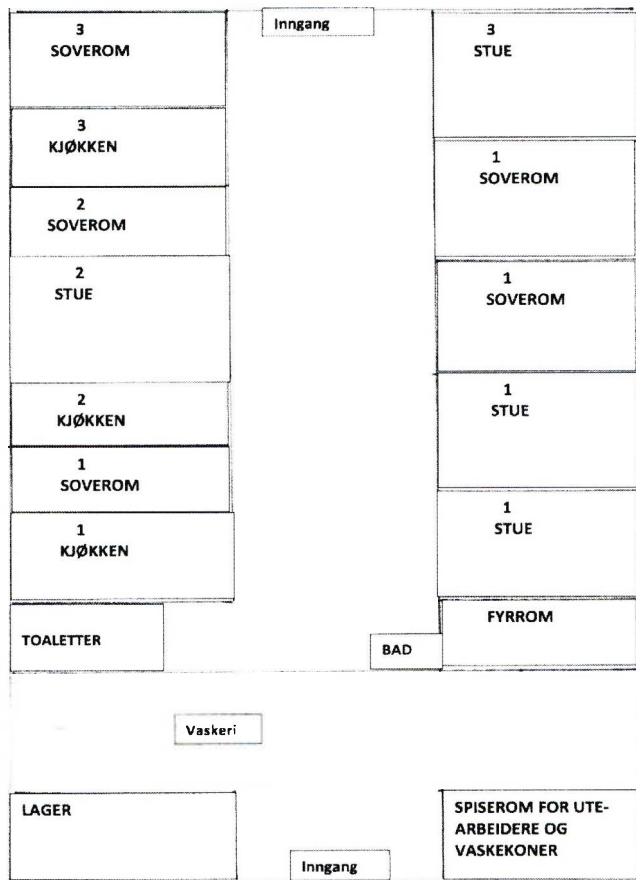 Inngang
3
SOVEROM
3
KJØKKEN
2
SOVEROM
2
STUE
2
KJØKKEN
1
SOVEROM
1
KJØKKEN
TOALETTER
3
STUE
1
SOVEROM
1
SOVEROM
1
STUE
1
STUE
FYRROM
BAD
Vaskeri
LAGER
Inngang
SPISEROM FOR UTE-
ARBEIDERE OG
VASKEKONER